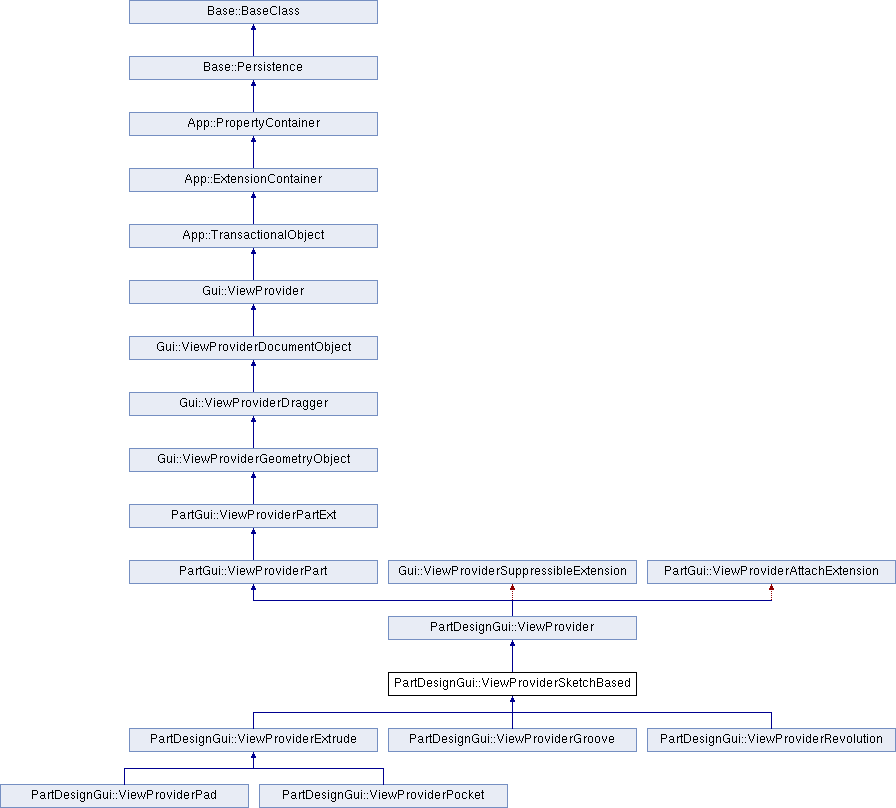 Base::BaseClass
Base::Persistence
App::PropertyContainer
App::ExtensionContainer
App::TransactionalObject
Gui::ViewProvider
Gui::ViewProviderDocumentObject
Gui::ViewProviderDragger
Gui::ViewProviderGeometryObject
PartGui::ViewProviderPartExt
PartGui::ViewProviderPart
Gui::ViewProviderSuppressibleExtension
PartGui::ViewProviderAttachExtension
PartDesignGui::ViewProvider
PartDesignGui::ViewProviderSketchBased
PartDesignGui::ViewProviderExtrude
PartDesignGui::ViewProviderGroove
PartDesignGui::ViewProviderRevolution
PartDesignGui::ViewProviderPad
PartDesignGui::ViewProviderPocket